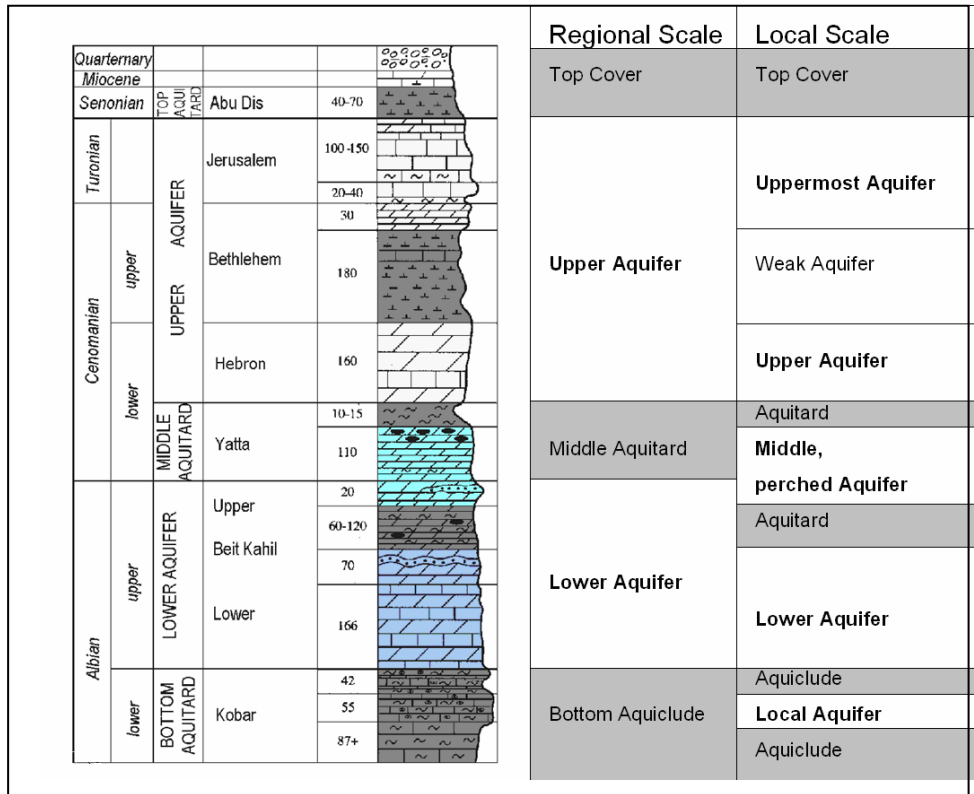 Regional Scale
Local Scale
Quarternary
Miocene
Senonian
TOP
AQUI
TARD
Abu Dis
40-70
Top Cover
Top Cover
Turonian
Jerusalem
100-150
20-40
UPPER AQUIFER
Upper Aquifer
Uppermost Aquifer
Cenomanian
upper
30
Bethlehem
180
Weak Aquifer
lower
Hebron
160
Upper Aquifer
MIDDLE
AQUITARD
10-15
Yatta
110
Middle Aquitard
Aquitard
Middle,
perched Aquifer
Albian
upper
LOWER AQUIFER
Upper
20
Beit Kahil
60-120
70
Lower
166
Lower Aquifer
Aquitard
Lower Aquifer
lower
BOTTOM
AQUITARD
Kobar
42
55
87+
Bottom Aquiclude
Aquiclude
Local Aquifer
Aquiclude